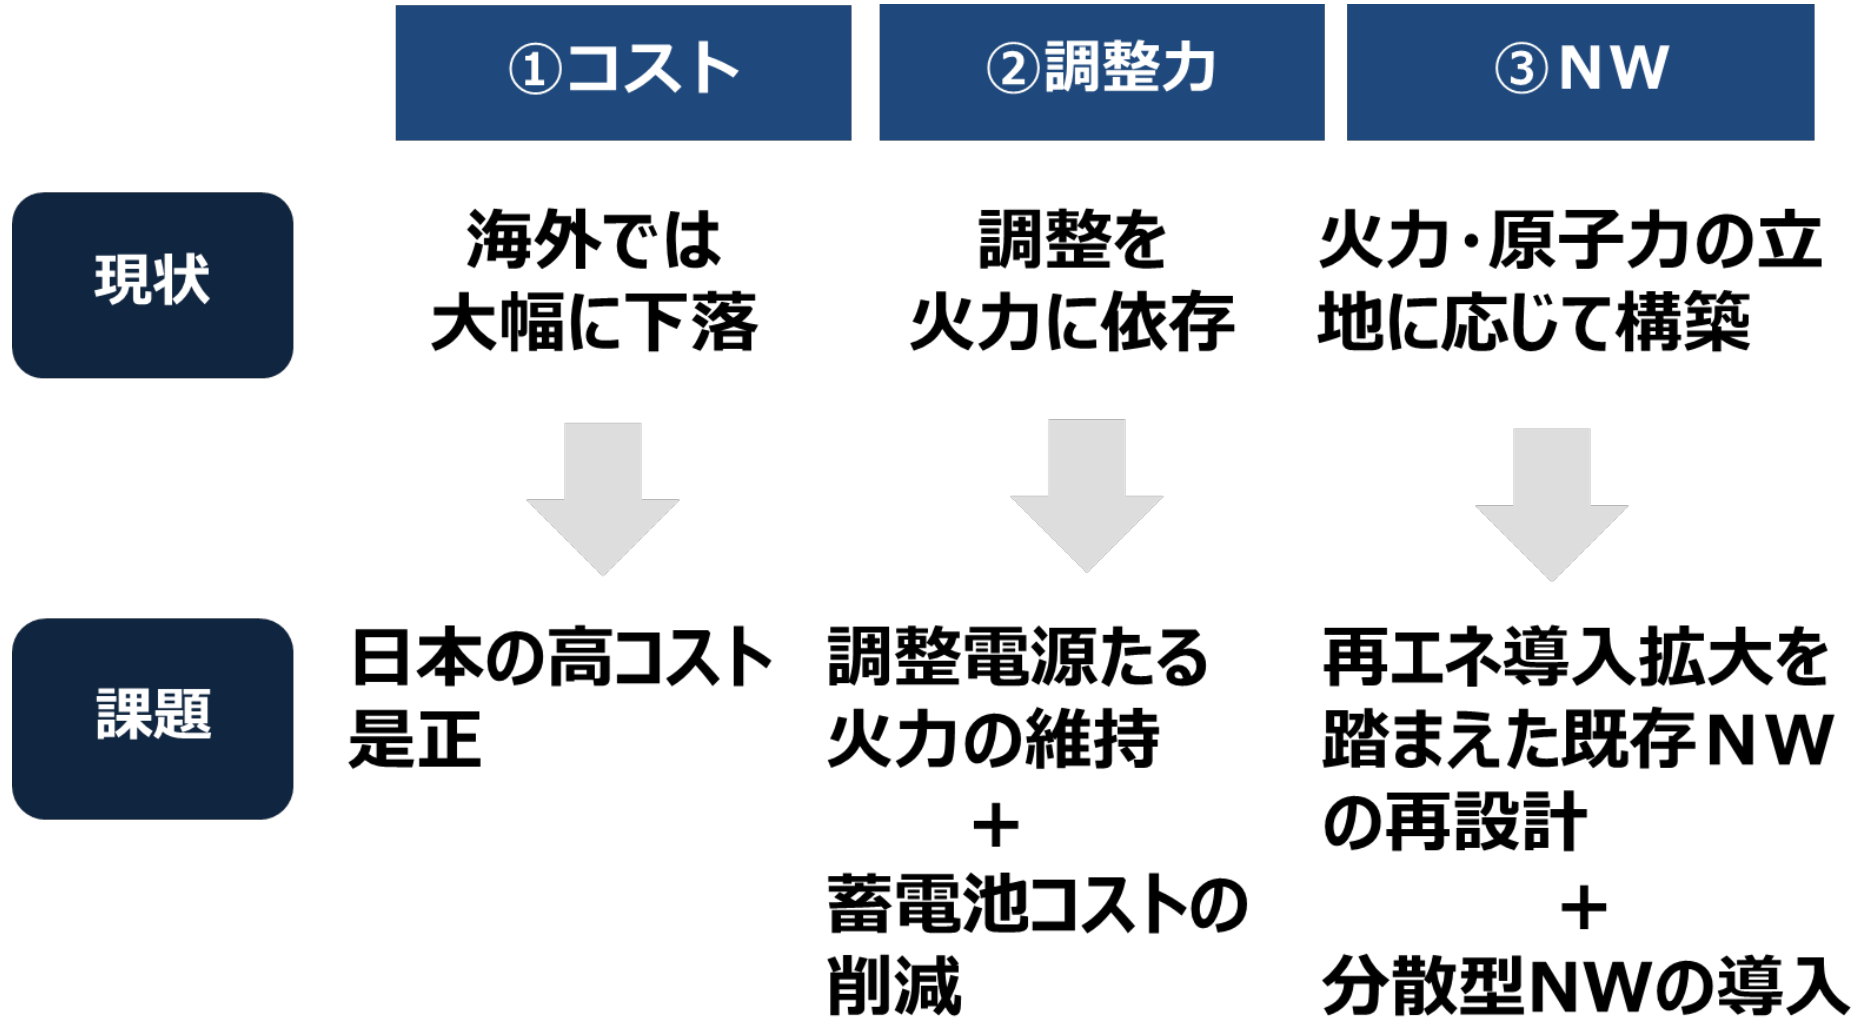 ①コスト
②調整力
③NW
現状
海外では
大幅に下落
調整を
火力に依存
火力・原子力の立
地に応じて構築
課題
日本の高コスト
是正
調整電源たる
火力の維持
+
蓄電池コストの
削減
再エネ導入拡大を
踏まえた既存NW
の再設計
+
分散型NWの導入